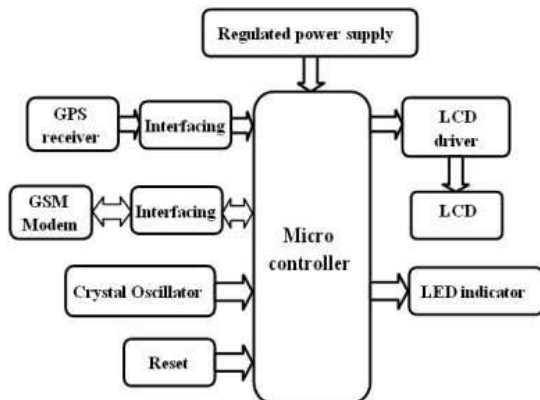 Regulated power supply
GPS
receiver
Interfacing
LCD
driver
GSM
Modem
Interfacing
LCD
Micro
controller
Crystal Oscillator
LED indicator
Reset